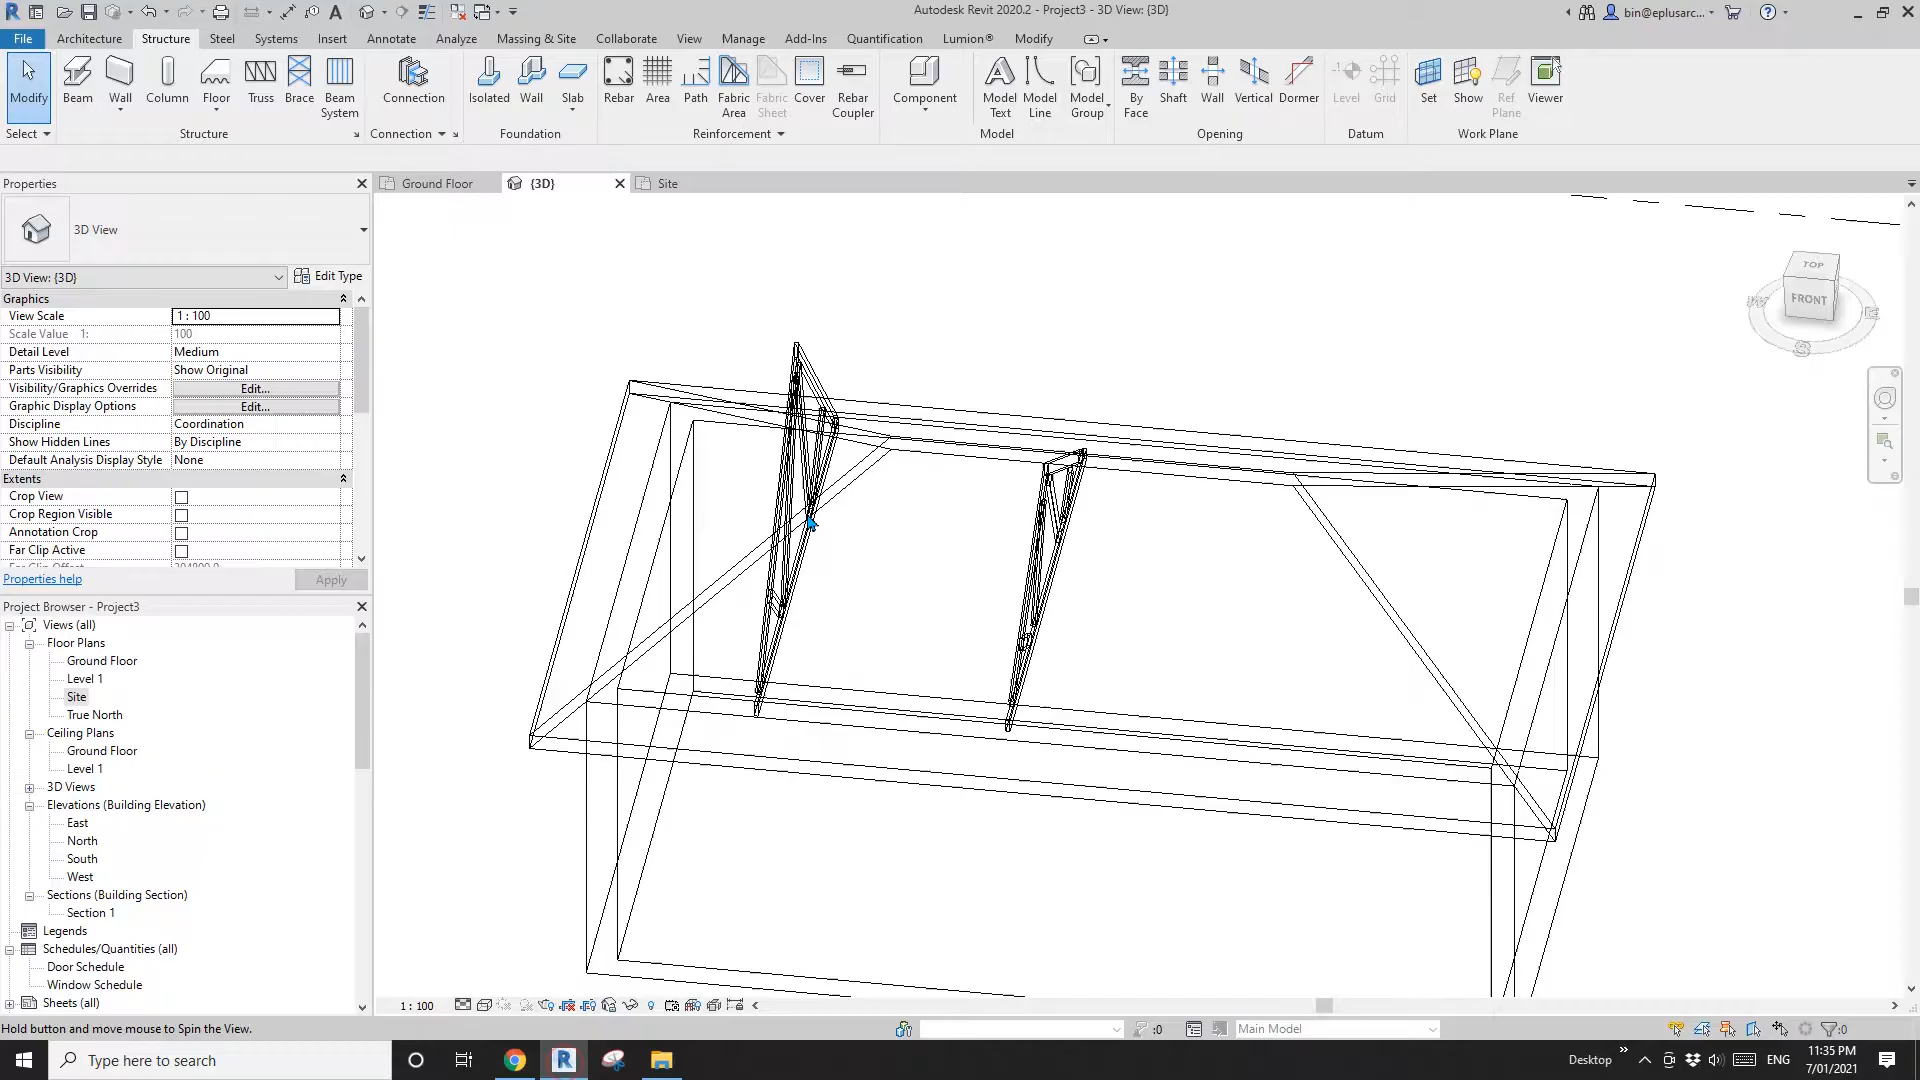 Autodesk Revit 2020.2 - Project3 - 3D View: {3D}
bin@eplusarc...
File Architecture Structure Steel Systems Insert Annotate Analyze Massing & Site Collaborate View Manage Add-Ins Quantification Lumion® Modify
Modify Beam Wall Column Floor Truss Brace Beam System Connection Isolated Wall Slab Rebar Area Path Fabric Area Fabric Sheet Cover Rebar Coupler Component Model Text Model Line Model Group By Face Shaft Wall Vertical Dormer Level Grid Set Show Ref Plane Viewer
Select Structure Connection Foundation Reinforcement Model Opening Datum Work Plane
Properties
Ground Floor {3D} Site
3D View
3D View: {3D} Edit Type
Graphics
View Scale 1 : 100
Scale Value 1: 100
Detail Level Medium
Parts Visibility Show Original
Visibility/Graphics Overrides Edit...
Graphic Display Options Edit...
Discipline Coordination
Show Hidden Lines By Discipline
Default Analysis Display Style None
Extents
Crop View
Crop Region Visible
Annotation Crop
Far Clip Active
Far Clip Offset 304800.0
Properties help Apply
TOP
FRONT
S
Project Browser - Project3
Views (all)
Floor Plans
Ground Floor
Level 1
Site
True North
Ceiling Plans
Ground Floor
Level 1
3D Views
Elevations (Building Elevation)
East
North
South
West
Sections (Building Section)
Section 1
Legends
Schedules/Quantities (all)
Door Schedule
Window Schedule
Sheets (all)
1 : 100
Hold button and move mouse to Spin the View.
:0 Main Model :0
Type here to search
Desktop ENG
11:35 PM
7/01/2021